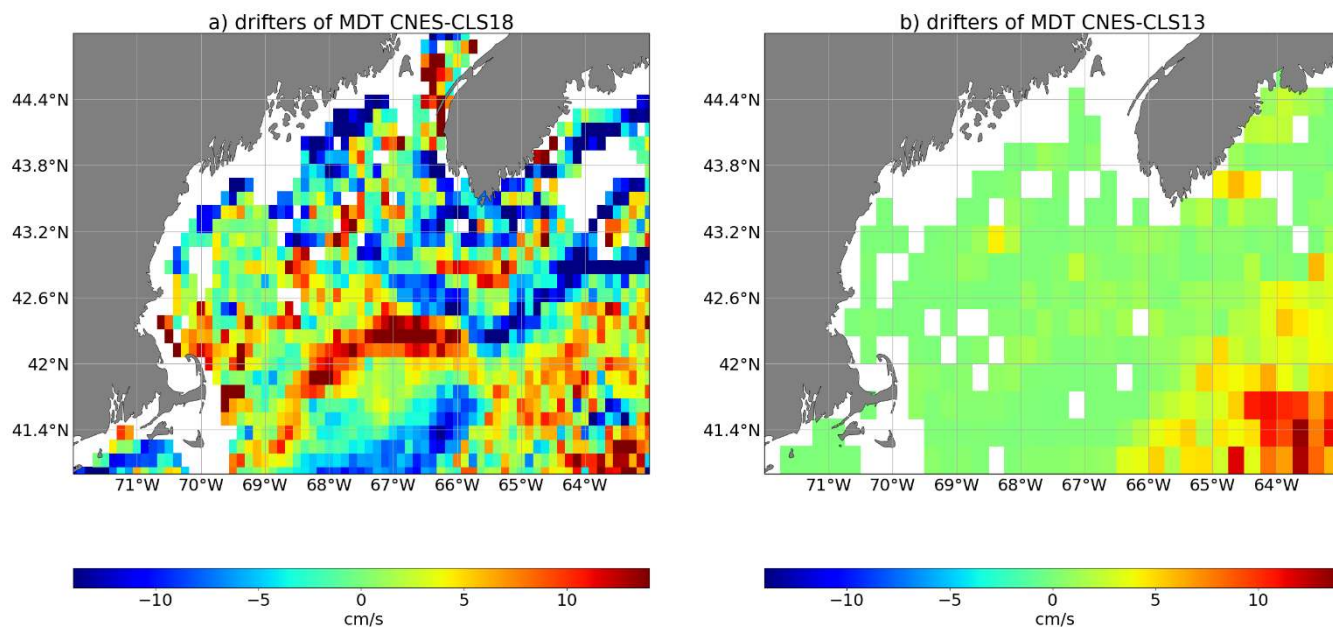 a) drifters of MDT CNES-CLS18
44.4°N
43.8°N
43.2°N
42.6°N
42°N
41.4°N
71°W 70°W 69°W 68°W 67°W 66°W 65°W 64°W
−10 −5 0 5 10
cm/s
b) drifters of MDT CNES-CLS13
44.4°N
43.8°N
43.2°N
42.6°N
42°N
41.4°N
71°W 70°W 69°W 68°W 67°W 66°W 65°W 64°W
−10 −5 0 5 10
cm/s